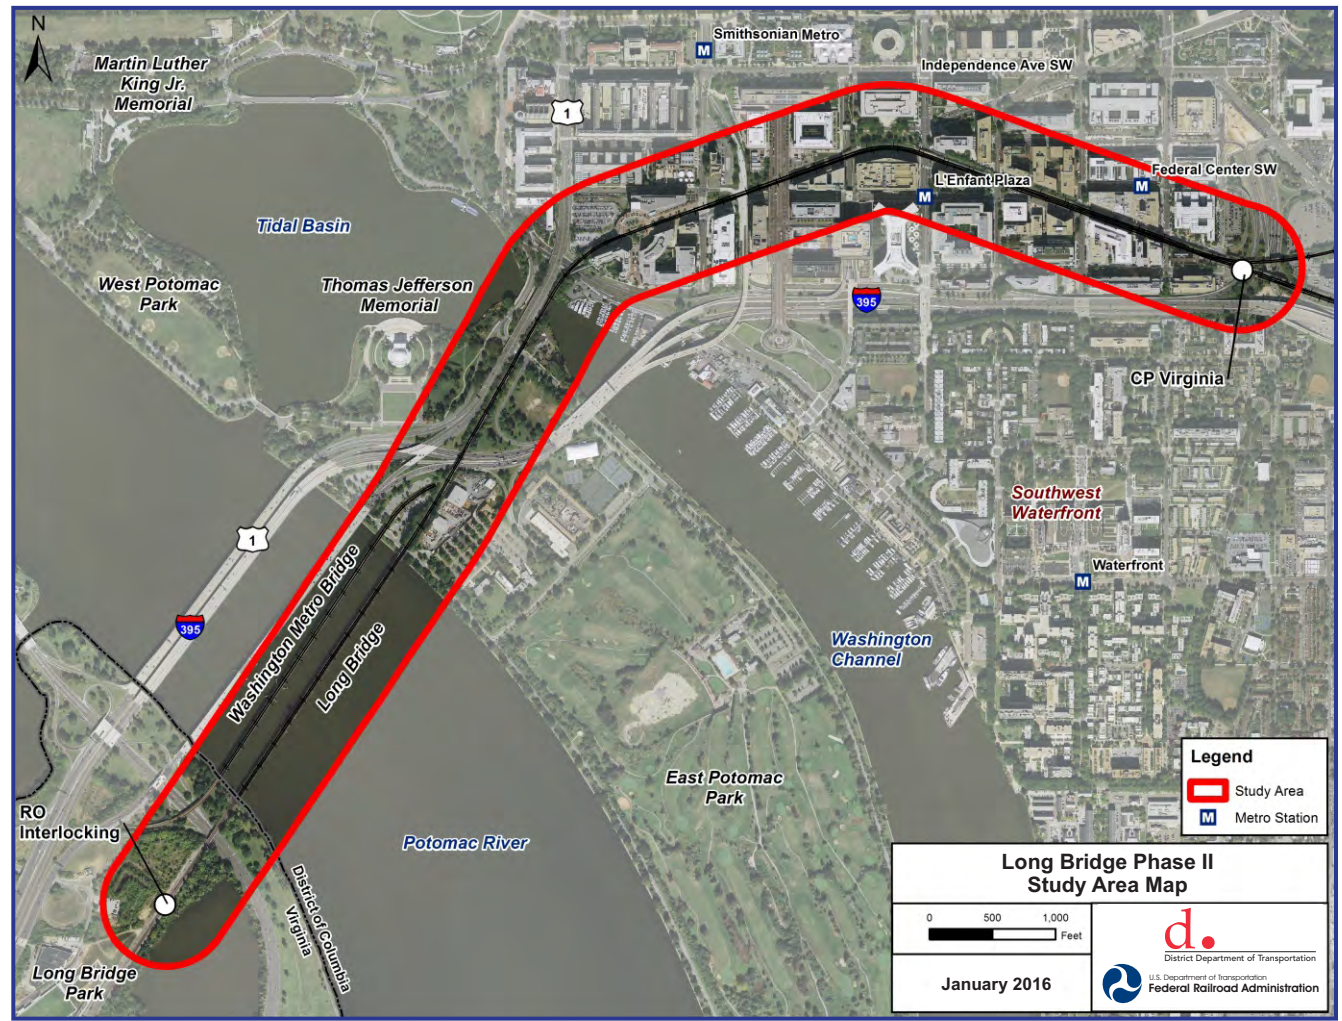 N
Smithsonian Metro
M
Martin Luther
King Jr.
Memorial
Independence Ave SW
1
Federal Center SW
M
L'Enfant Plaza
M
Tidal Basin
West Potomac
Park
Thomas Jefferson
Memorial
395
CP Virginia
Southwest
Waterfront
1
Waterfront
M
395
Washington Metro Bridge
Long Bridge
Washington
Channel
East Potomac
Park
RO
Interlocking
Potomac River
District of Columbia
Virginia
Long Bridge
Park
Legend
Study Area
M Metro Station
Long Bridge Phase II
Study Area Map
0 500 1,000
Feet
January 2016
d.
District Department of Transportation
U.S. Department of Transportation
Federal Railroad Administration